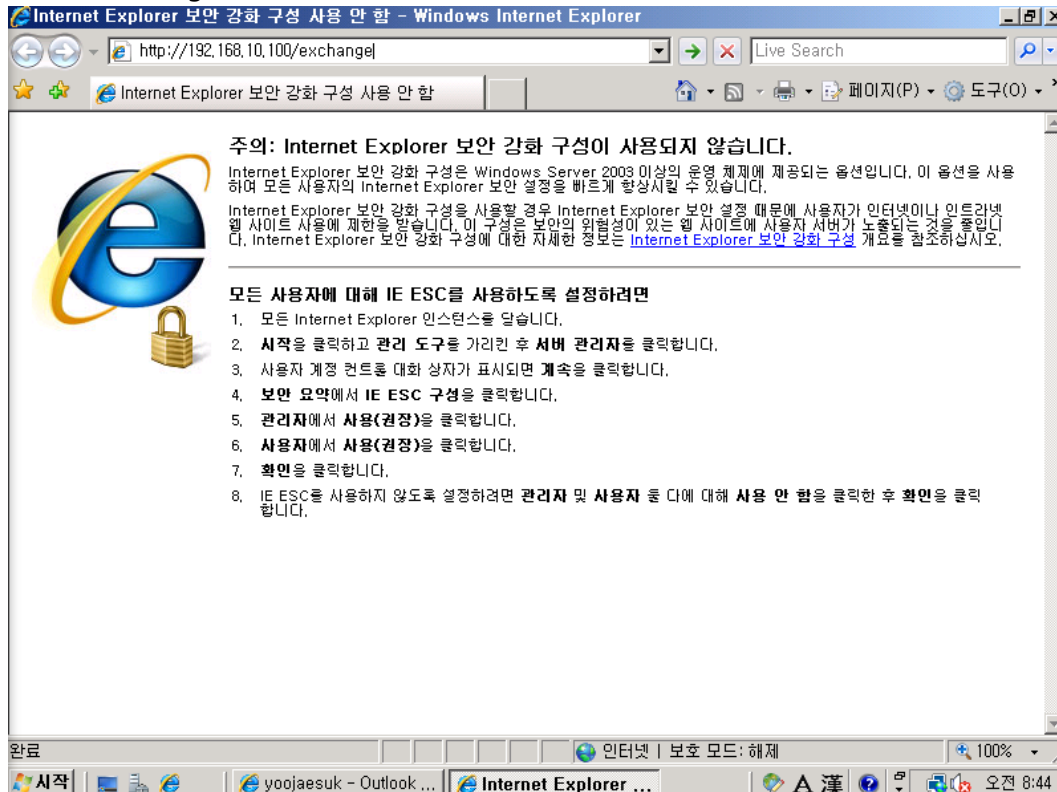 Internet Explorer 보안 강화 구성 사용 안 함 - Windows Internet Explorer
http://192.168.10.100/exchange
Live Search
Internet Explorer 보안 강화 구성 사용 안 함
페이지(P)
도구(O)
주의: Internet Explorer 보안 강화 구성이 사용되지 않습니다.
Internet Explorer 보안 강화 구성은 Windows Server 2003 이상의 운영 체제에 제공되는 옵션입니다. 이 옵션을 사용
하여 모든 사용자의 Internet Explorer 보안 설정을 빠르게 향상시킬 수 있습니다.
Internet Explorer 보안 강화 구성을 사용할 경우 Internet Explorer 보안 설정 때문에 사용자가 인터넷이나 인트라넷
웹 사이트 사용에 제한을 받습니다. 이 구성은 보안의 위험성이 있는 웹 사이트에 사용자 서버가 노출되는 것을 줄입니
다. Internet Explorer 보안 강화 구성에 대한 자세한 정보는 Internet Explorer 보안 강화 구성 개요를 참조하십시오.
모든 사용자에 대해 IE ESC를 사용하도록 설정하려면
1. 모든 Internet Explorer 인스턴스를 닫습니다.
2. 시작을 클릭하고 관리 도구를 가리킨 후 서버 관리자를 클릭합니다.
3. 사용자 계정 컨트롤 대화 상자가 표시되면 계속을 클릭합니다.
4. 보안 요약에서 IE ESC 구성을 클릭합니다.
5. 관리자에서 사용(권장)을 클릭합니다.
6. 사용자에서 사용(권장)을 클릭합니다.
7. 확인을 클릭합니다.
8. IE ESC를 사용하지 않도록 설정하려면 관리자 및 사용자 둘 다에 대해 사용 안 함을 클릭한 후 확인을 클릭
합니다.
완료
인터넷 | 보호 모드: 해제
100%
시작
yoojaesuk - Outlook ...
Internet Explorer ...
A 漢
오전 8:44